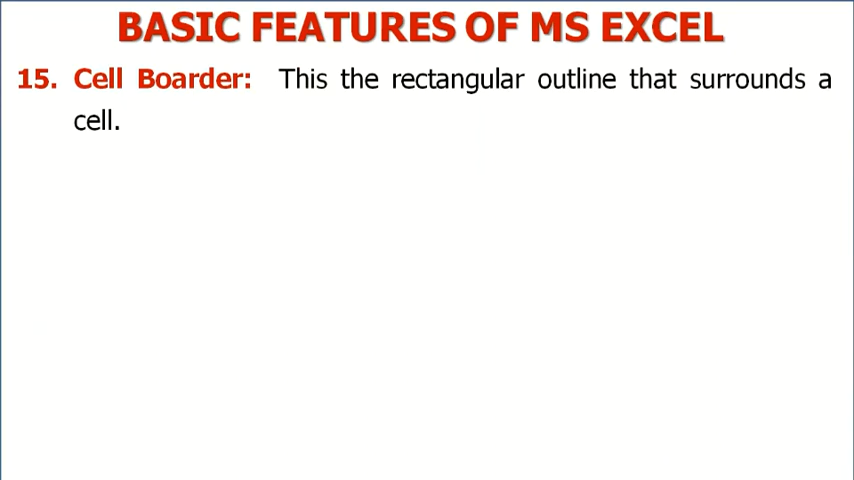 BASIC FEATURES OF MS EXCEL
15. Cell Boarder: This the rectangular outline that surrounds a
cell.